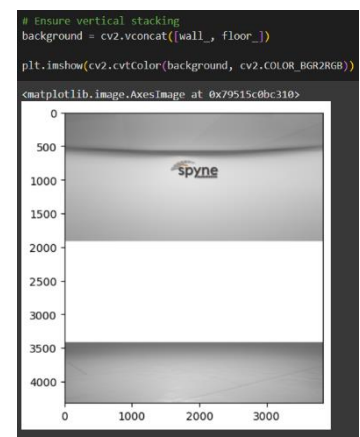 # Ensure vertical stacking
background = cv2.vconcat([wall_, floor_])
plt.imshow(cv2.cvtColor(background, cv2.COLOR_BGR2RGB))
<matplotlib.image.AxesImage at 0x79515c0bc310>
0
500
spyne
1000
1500
2000
2500
3000
3500
4000
0 1000 2000 3000